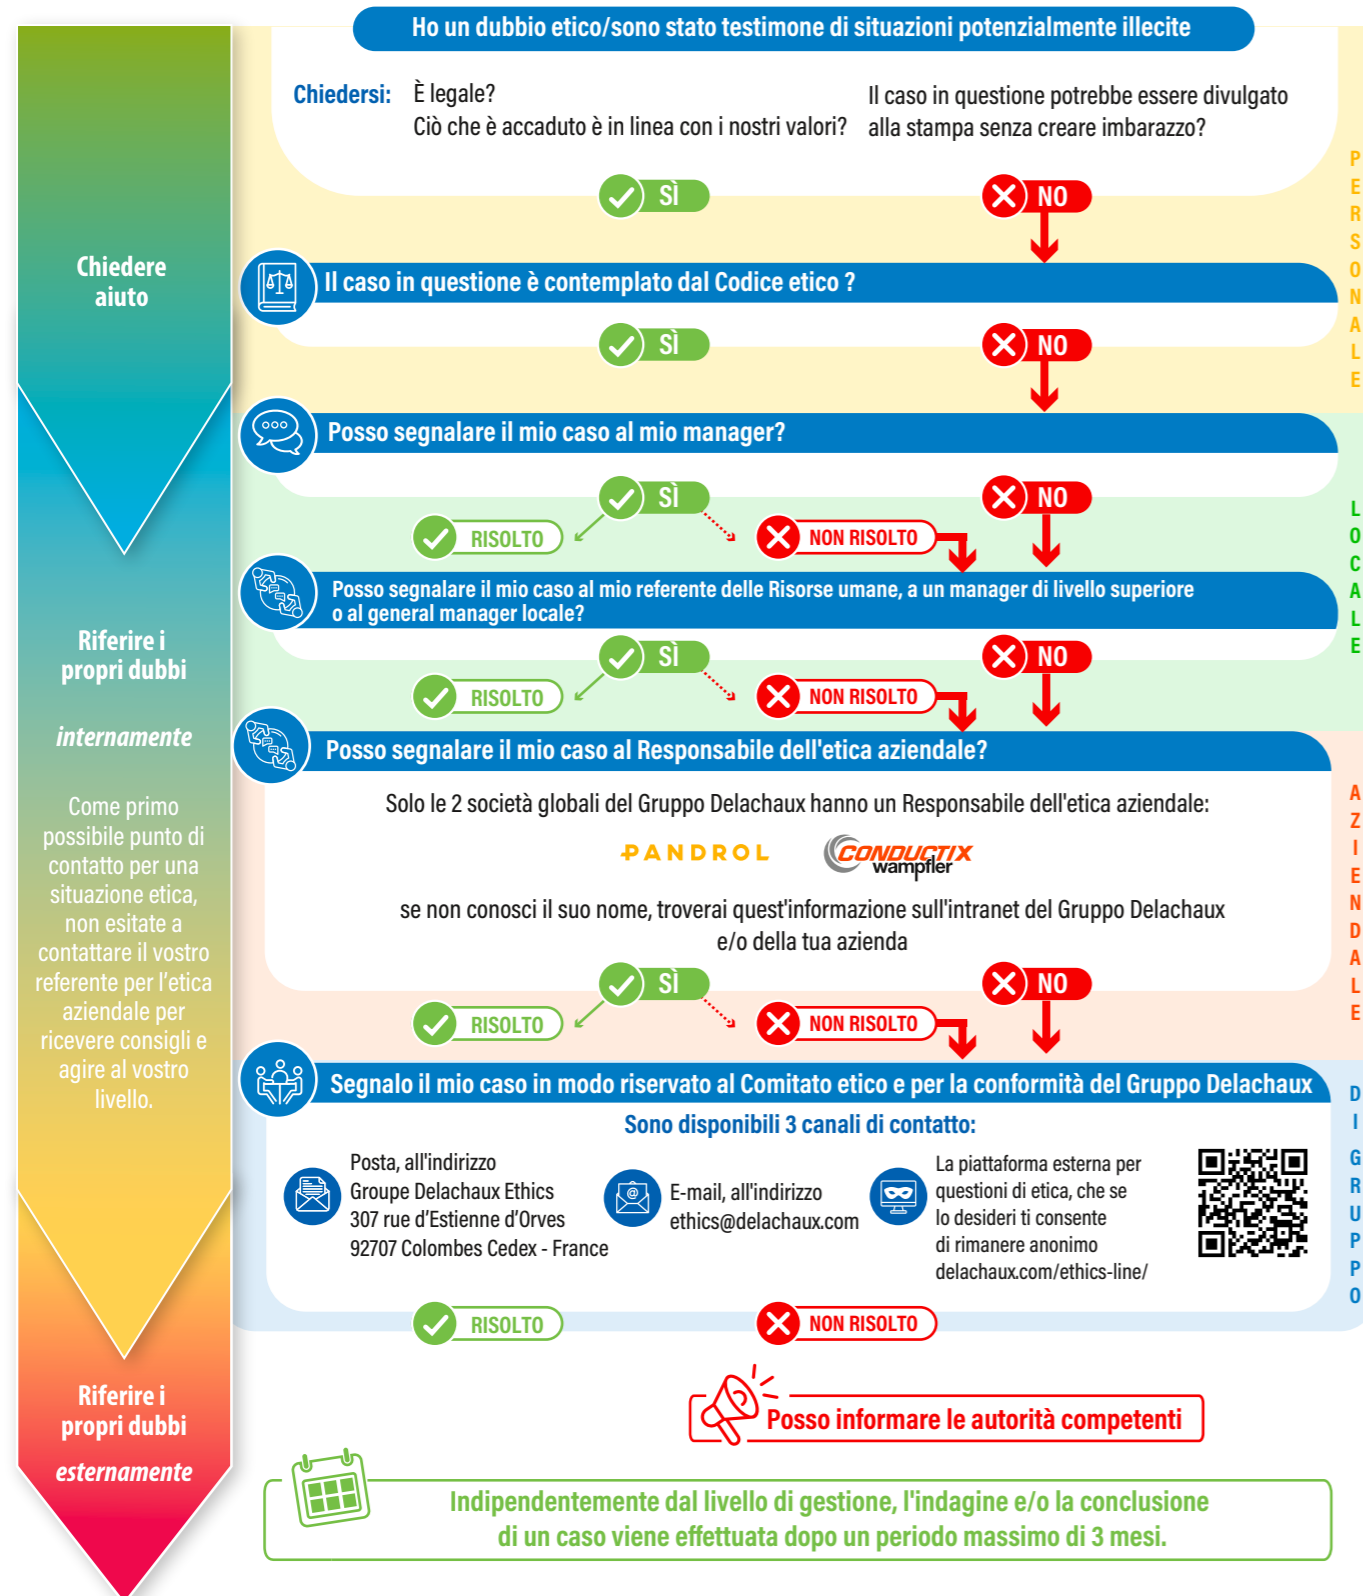 Ho un dubbio etico/sono stato testimone di situazioni potenzialmente illecite
Chiedersi:
È legale?
Ciò che è accaduto è in linea con i nostri valori?
Il caso in questione potrebbe essere divulgato
alla stampa senza creare imbarazzo?
SÌ
NO
Il caso in questione è contemplato dal Codice etico ?
SÌ
NO
PERSONALE
Chiedere
aiuto
Posso segnalare il mio caso al mio manager?
SÌ
NO
RISOLTO
NON RISOLTO
Posso segnalare il mio caso al mio referente delle Risorse umane, a un manager di livello superiore
o al general manager locale?
SÌ
NO
RISOLTO
NON RISOLTO
LOCALE
Riferire i
propri dubbi
internamente
Come primo
possibile punto di
contatto per una
situazione etica,
non esitate a
contattare il vostro
referente per l'etica
aziendale per
ricevere consigli e
agire al vostro
livello.
Posso segnalare il mio caso al Responsabile dell'etica aziendale?
Solo le 2 società globali del Gruppo Delachaux hanno un Responsabile dell'etica aziendale:
PANDROL
CONDUCTIX
wampfler
se non conosci il suo nome, troverai quest'informazione sull'intranet del Gruppo Delachaux
e/o della tua azienda
SÌ
NO
RISOLTO
NON RISOLTO
AZIENDALE
Segnalo il mio caso in modo riservato al Comitato etico e per la conformità del Gruppo Delachaux
Sono disponibili 3 canali di contatto:
Posta, all'indirizzo
Groupe Delachaux Ethics
307 rue d'Estienne d'Orves
92707 Colombes Cedex - France
E-mail, all'indirizzo
ethics@delachaux.com
La piattaforma esterna per
questioni di etica, che se
lo desideri ti consente
di rimanere anonimo
delachaux.com/ethics-line/
RISOLTO
NON RISOLTO
DI GRUPPO
Riferire i
propri dubbi
esternamente
Posso informare le autorità competenti
Indipendentemente dal livello di gestione, l'indagine e/o la conclusione
di un caso viene effettuata dopo un periodo massimo di 3 mesi.